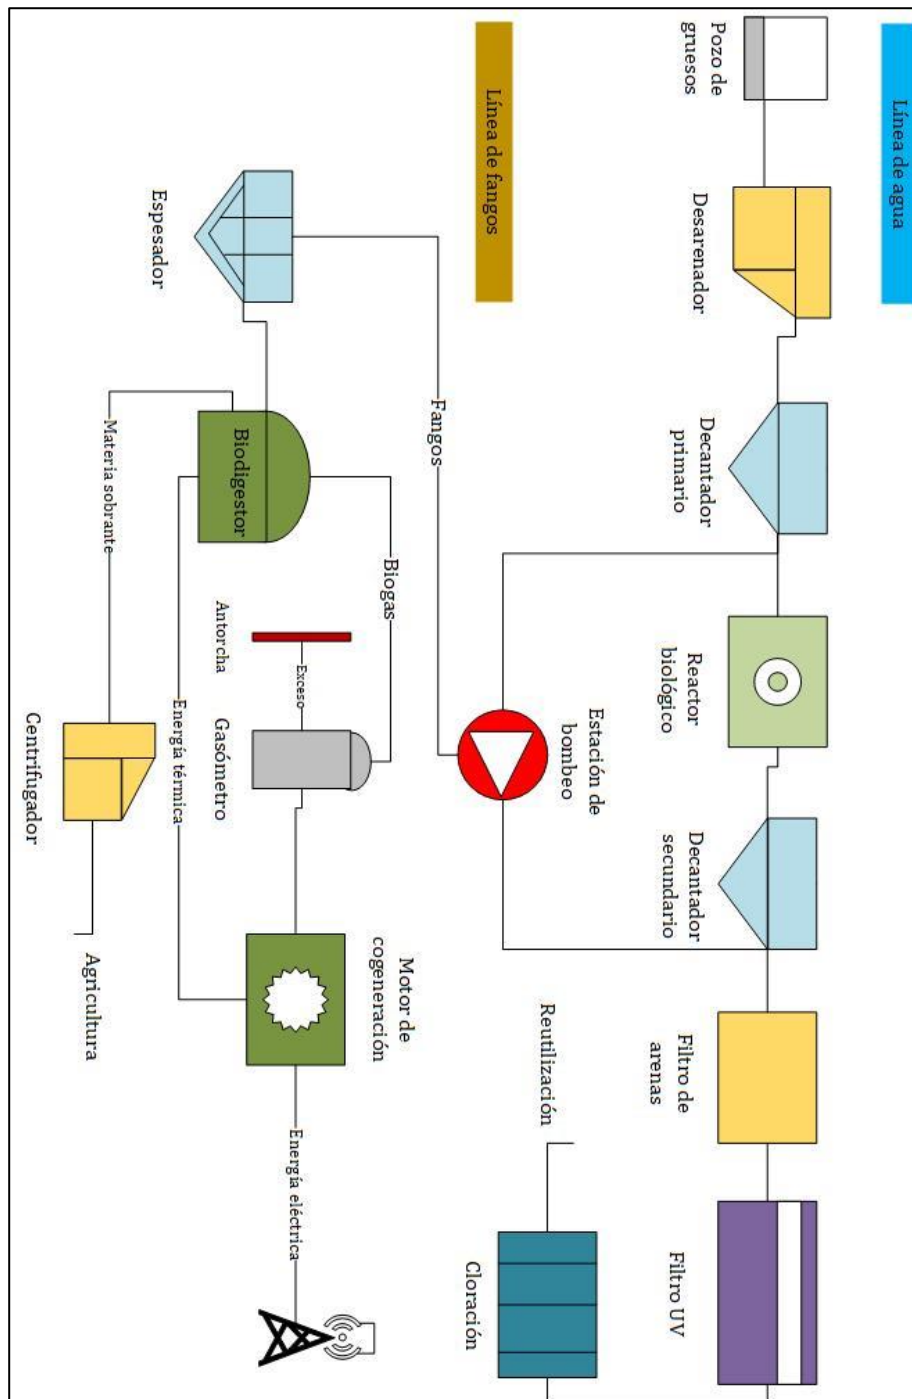 Línea de agua
Pozo de
gruesos
Desarenador
Decantador
primario
Reactor
biológico
Decantador
secundario
Filtro de
arenas
Filtro UV
Cloración
Reutilización
Estación de
bombeo
Línea de fangos
Fangos
Espesador
Biodigestor
Biogas
Materia sobrante
Energía térmica
Antorcha
Exceso
Gasómetro
Centrifugador
Agricultura
Motor de
cogeneración
Energía eléctrica